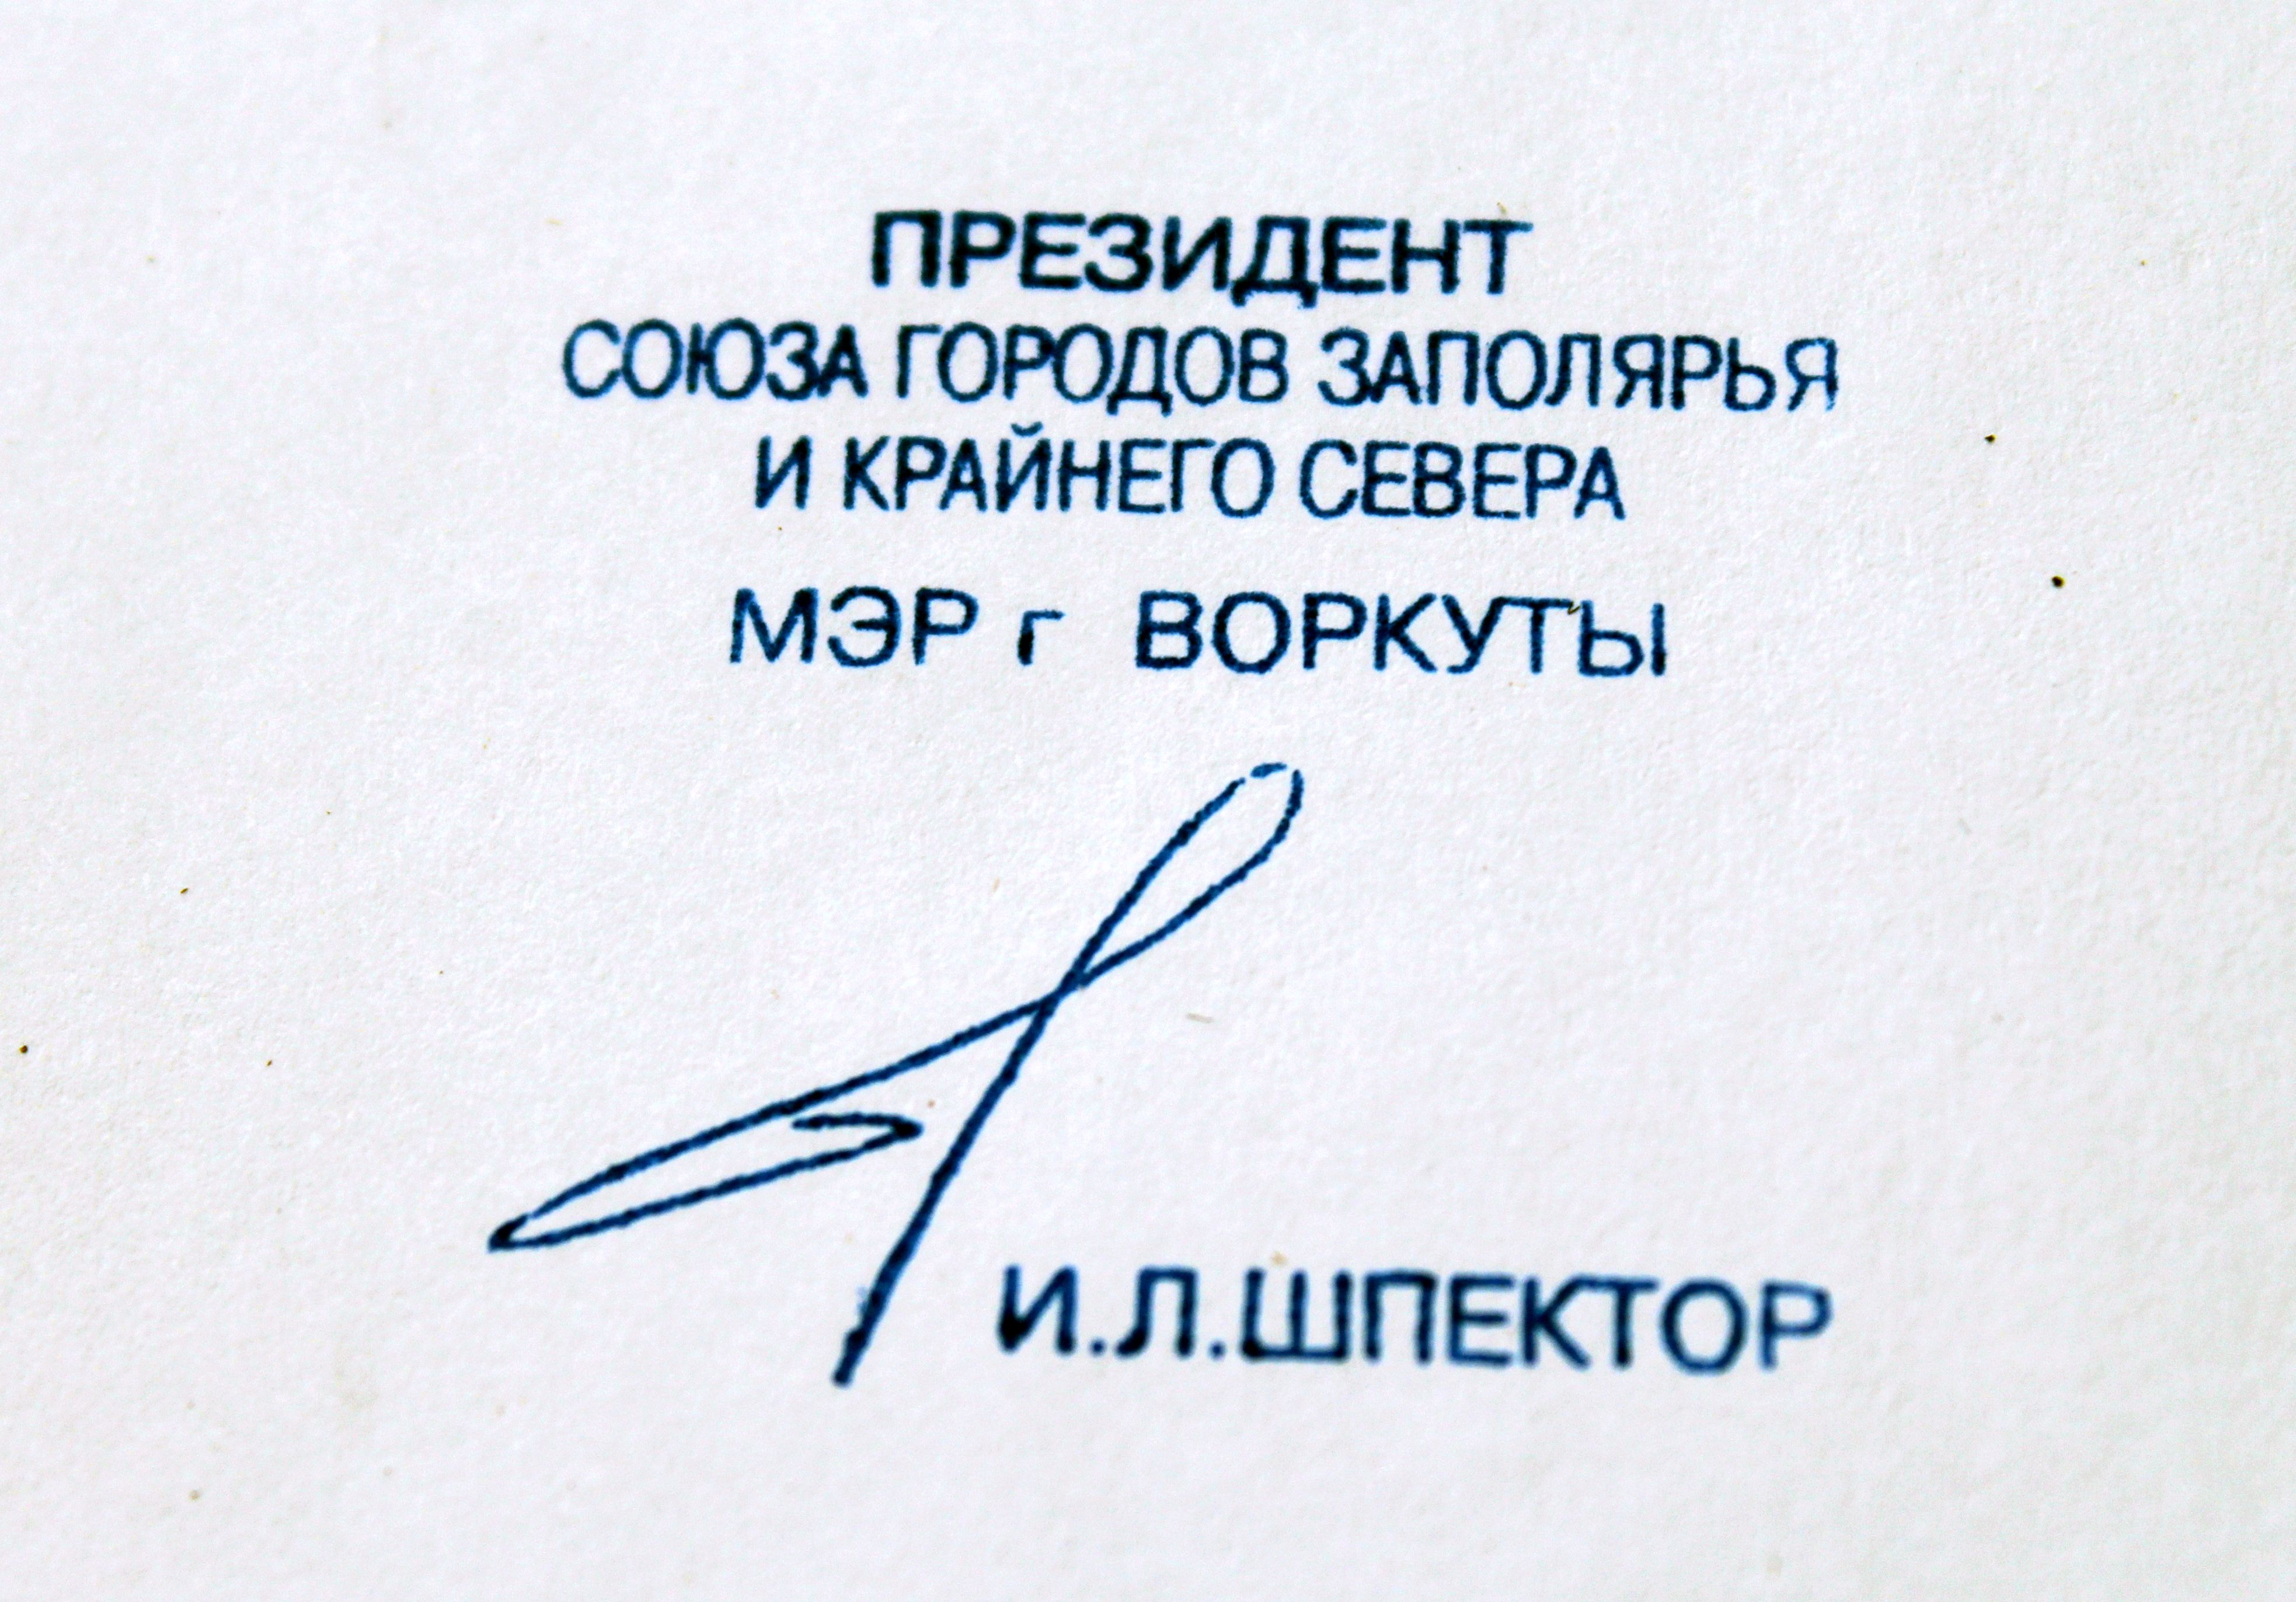 ПРЕЗИДЕНТ
СОЮЗА ГОРОДОВ ЗАПОЛЯРЬЯ
И КРАЙНЕГО СЕВЕРА
МЭР г ВОРКУТЫ
И.Л.ШПЕКТОР